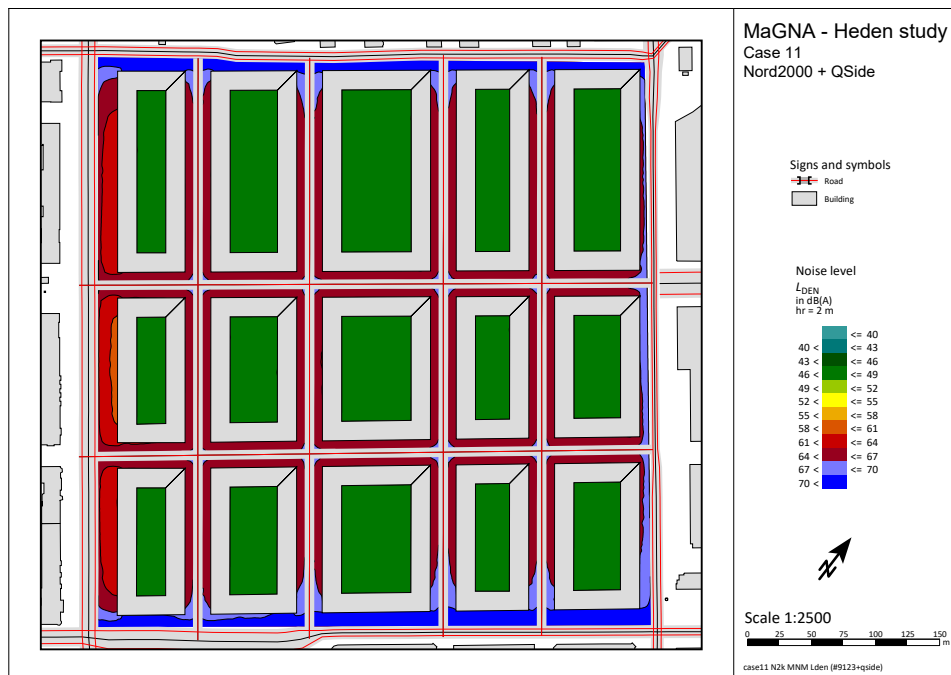 MaGNA - Heden study
Case 11
Nord2000 + QSide
Signs and symbols
Road
Building
Noise level
LDEN
in dB(A)
hr = 2 m
<= 40
40 < <= 43
43 < <= 46
46 < <= 49
49 < <= 52
52 < <= 55
55 < <= 58
58 < <= 61
61 < <= 64
64 < <= 67
67 < <= 70
70 <
N
Scale 1:2500
0 25 50 75 100 125 150
m
case11 N2k MNM Lden (#9123+qside)